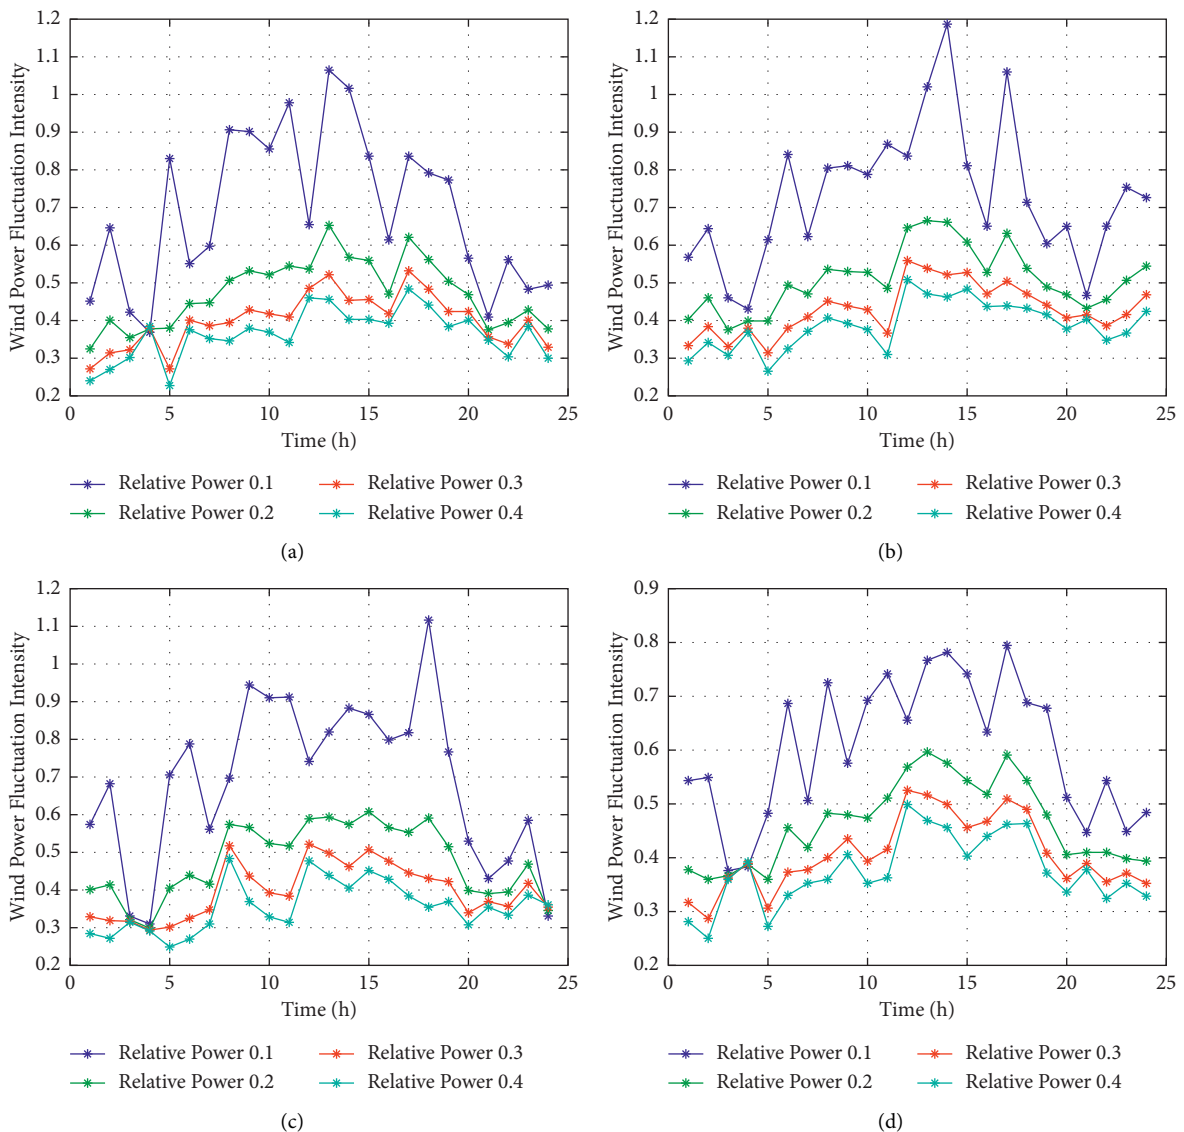 Wind Power Fluctuation Intensity
1.2
1.1
1
0.9
0.8
0.7
0.6
0.5
0.4
0.3
0.2
0 5 10 15 20 25
Time (h)
Relative Power 0.1 Relative Power 0.3
Relative Power 0.2 Relative Power 0.4
(a)
Wind Power Fluctuation Intensity
1.2
1.1
1
0.9
0.8
0.7
0.6
0.5
0.4
0.3
0.2
0 5 10 15 20 25
Time (h)
Relative Power 0.1 Relative Power 0.3
Relative Power 0.2 Relative Power 0.4
(b)
Wind Power Fluctuation Intensity
1.2
1.1
1
0.9
0.8
0.7
0.6
0.5
0.4
0.3
0.2
0 5 10 15 20 25
Time (h)
Relative Power 0.1 Relative Power 0.3
Relative Power 0.2 Relative Power 0.4
(c)
Wind Power Fluctuation Intensity
0.9
0.8
0.7
0.6
0.5
0.4
0.3
0.2
0 5 10 15 20 25
Time (h)
Relative Power 0.1 Relative Power 0.3
Relative Power 0.2 Relative Power 0.4
(d)